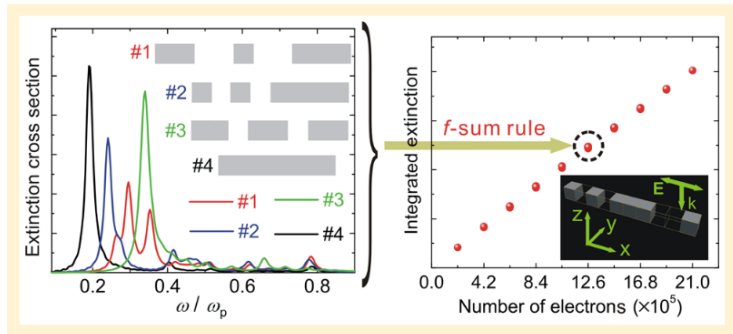 Extinction cross section
#1
#2
#3
#4
#1
#3
#2
#4
0.2 0.4 0.6 0.8
ω / ωp
Integrated extinction
f-sum rule
E
k
z
y
x
0.0 4.2 8.4 12.6 16.8 21.0
Number of electrons (×10⁵)